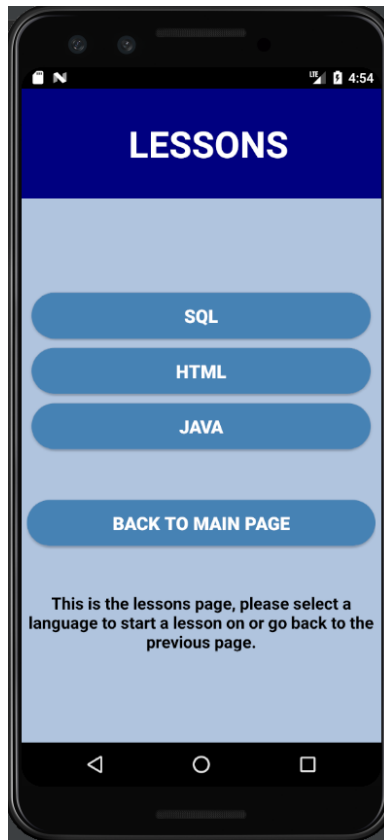 LTE 4:54
LESSONS
SQL
HTML
JAVA
BACK TO MAIN PAGE
This is the lessons page, please select a
language to start a lesson on or go back to the
previous page.